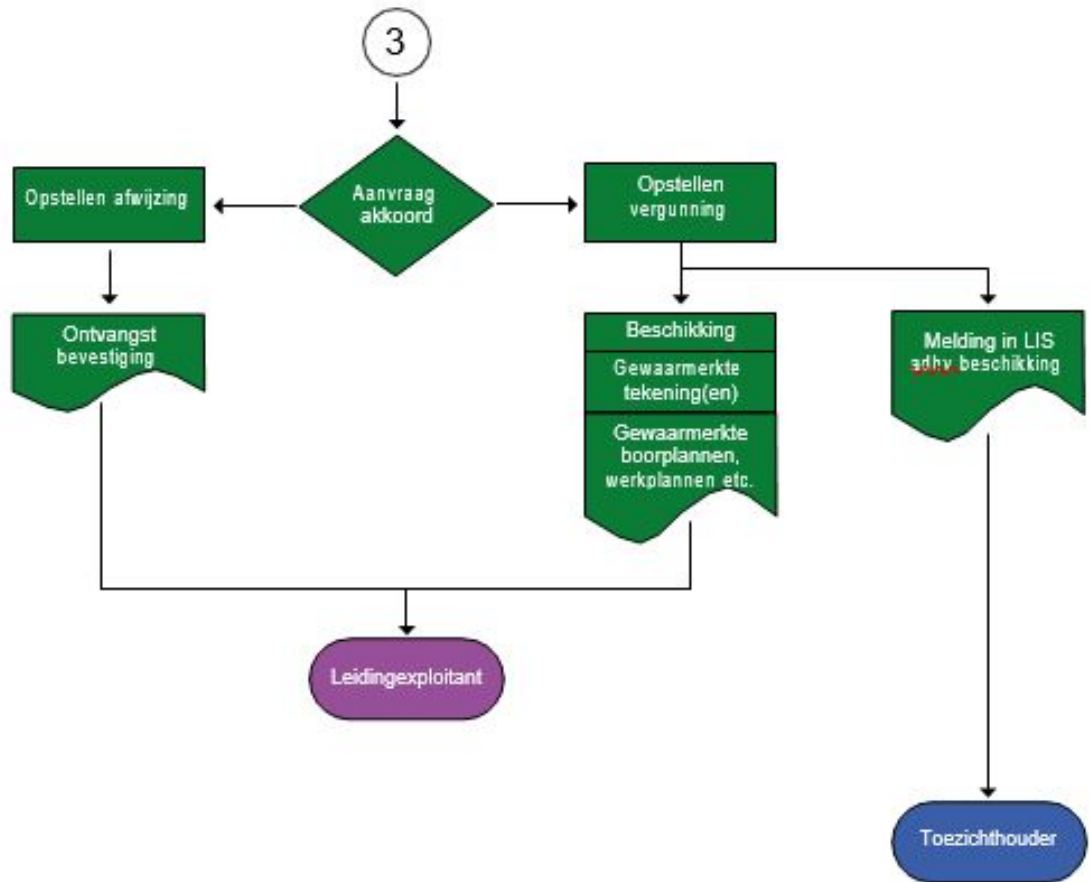 3
Aanvraag
akkoord
Opstellen afwijzing
Opstellen
vergunning
Ontvangst
bevestiging
Beschikking
Gewaarmerkte
tekening(en)
Gewaarmerkte
boorplannen,
werkplannen etc.
Melding in LIS
adhv beschikking
Leidingexploitant
Toezichthouder